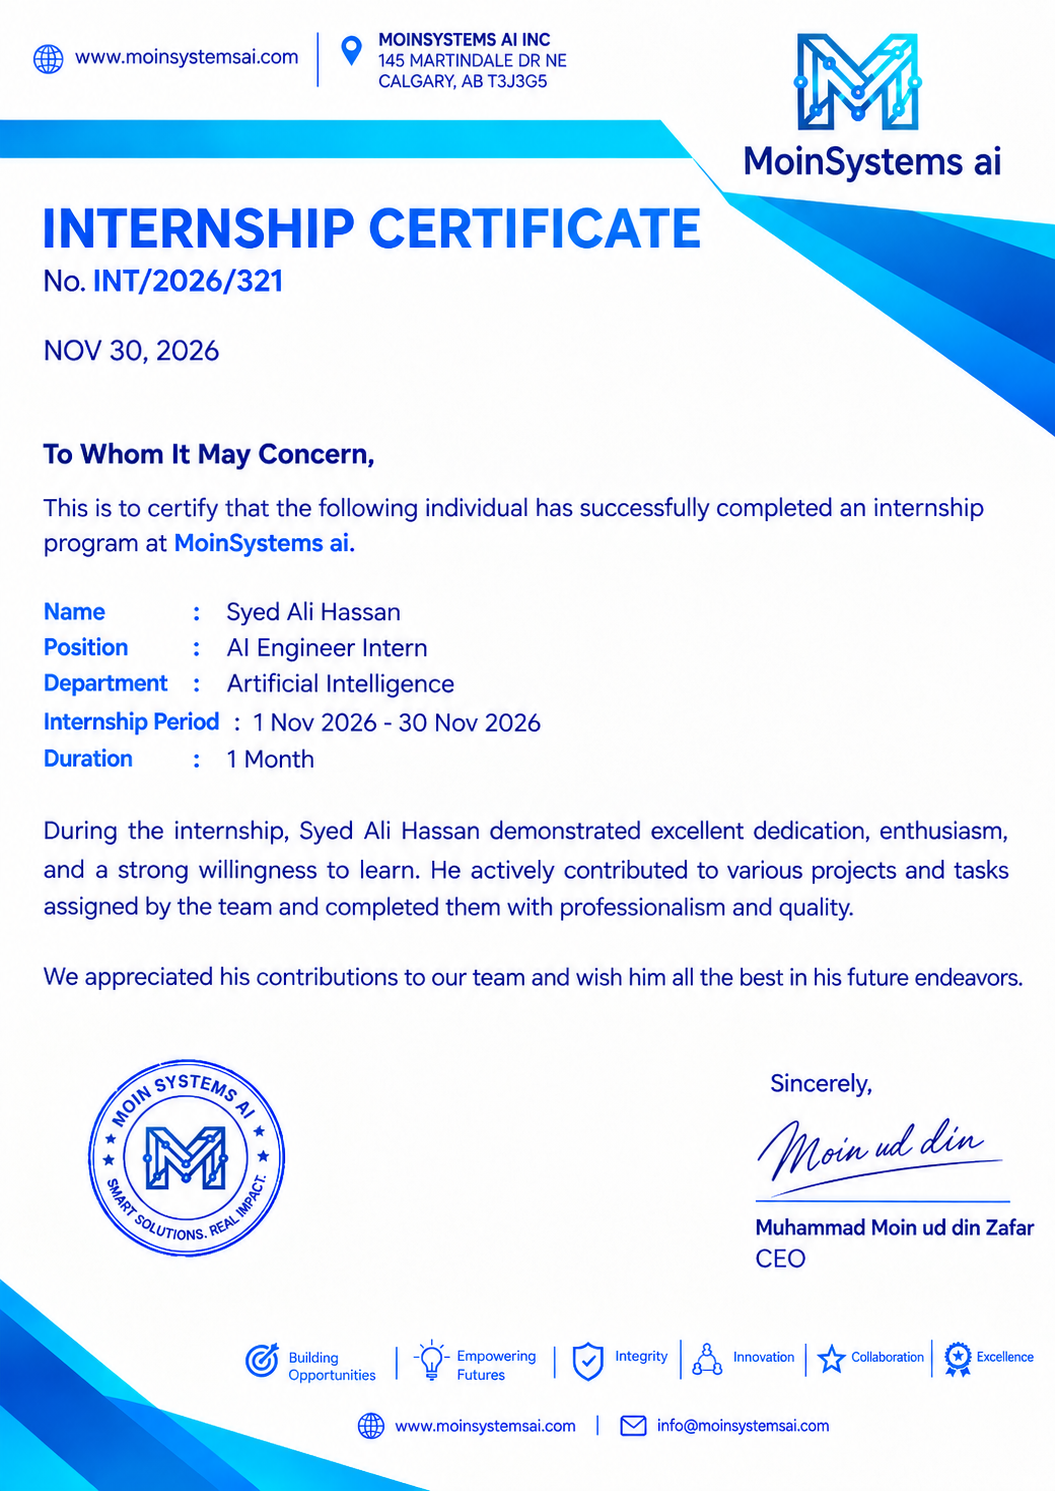 www.moinsystemsai.com
MOINSYSTEMS AI INC
145 MARTINDALE DR NE
CALGARY, AB T3J3G5
MoinSystems ai
INTERNSHIP CERTIFICATE
No. INT/2026/321
NOV 30, 2026
To Whom It May Concern,
This is to certify that the following individual has successfully completed an internship
program at MoinSystems ai.
Name : Syed Ali Hassan
Position : AI Engineer Intern
Department : Artificial Intelligence
Internship Period : 1 Nov 2026 - 30 Nov 2026
Duration : 1 Month
During the internship, Syed Ali Hassan demonstrated excellent dedication, enthusiasm,
and a strong willingness to learn. He actively contributed to various projects and tasks
assigned by the team and completed them with professionalism and quality.
We appreciated his contributions to our team and wish him all the best in his future endeavors.
MOIN SYSTEMS AI
SMART SOLUTIONS. REAL IMPACT.
Sincerely,
Moin ud din
Muhammad Moin ud din Zafar
CEO
Building
Opportunities
Empowering
Futures
Integrity
Innovation
Collaboration
Excellence
www.moinsystemsai.com
info@moinsystemsai.com